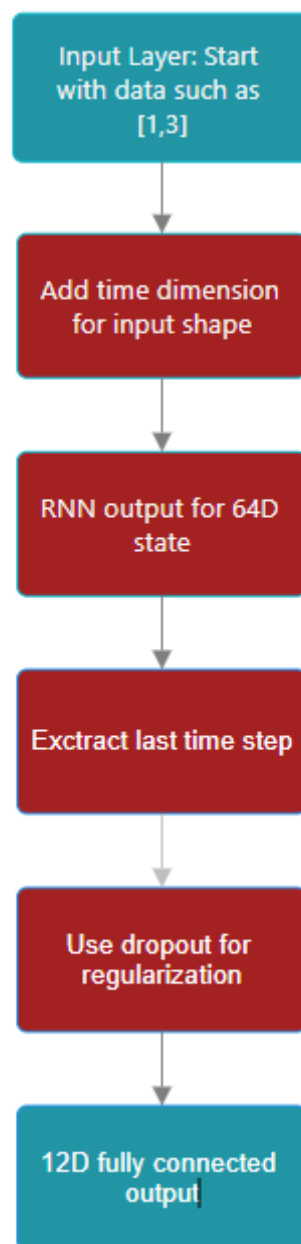 Input Layer: Start
with data such as
[1,3]
Add time dimension
for input shape
RNN output for 64D
state
Exctract last time step
Use dropout for
regularization
12D fully connected
output